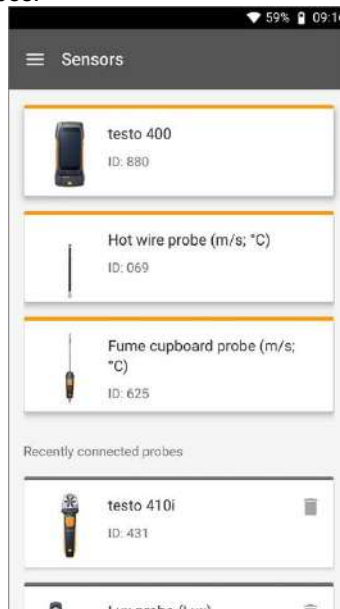 59% 09:1
Sensors
testo 400
ID: 880
Hot wire probe (m/s; °C)
ID: 069
Fume cupboard probe (m/s;
°C)
ID: 625
Recently connected probes
testo 410i
ID: 431